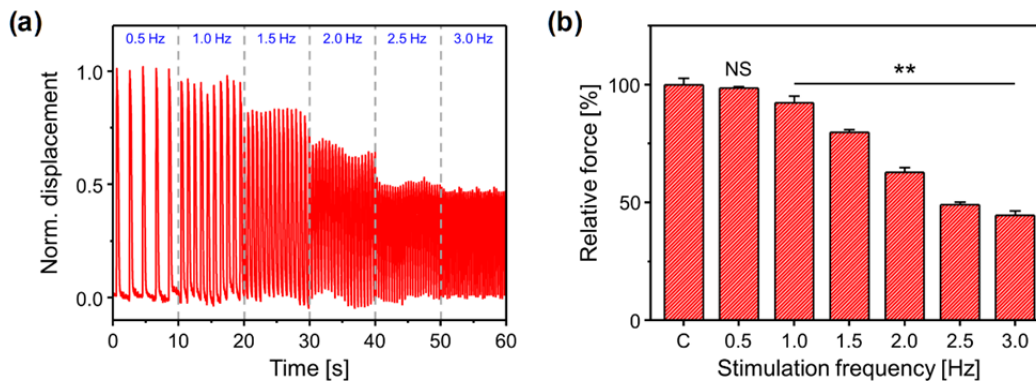 (a)
0.5 Hz 1.0 Hz 1.5 Hz 2.0 Hz 2.5 Hz 3.0 Hz
Norm. displacement
1.0
0.5
0.0
0 10 20 30 40 50 60
Time [s]
(b)
NS
**
Relative force [%]
100
50
0
C 0.5 1.0 1.5 2.0 2.5 3.0
Stimulation frequency [Hz]